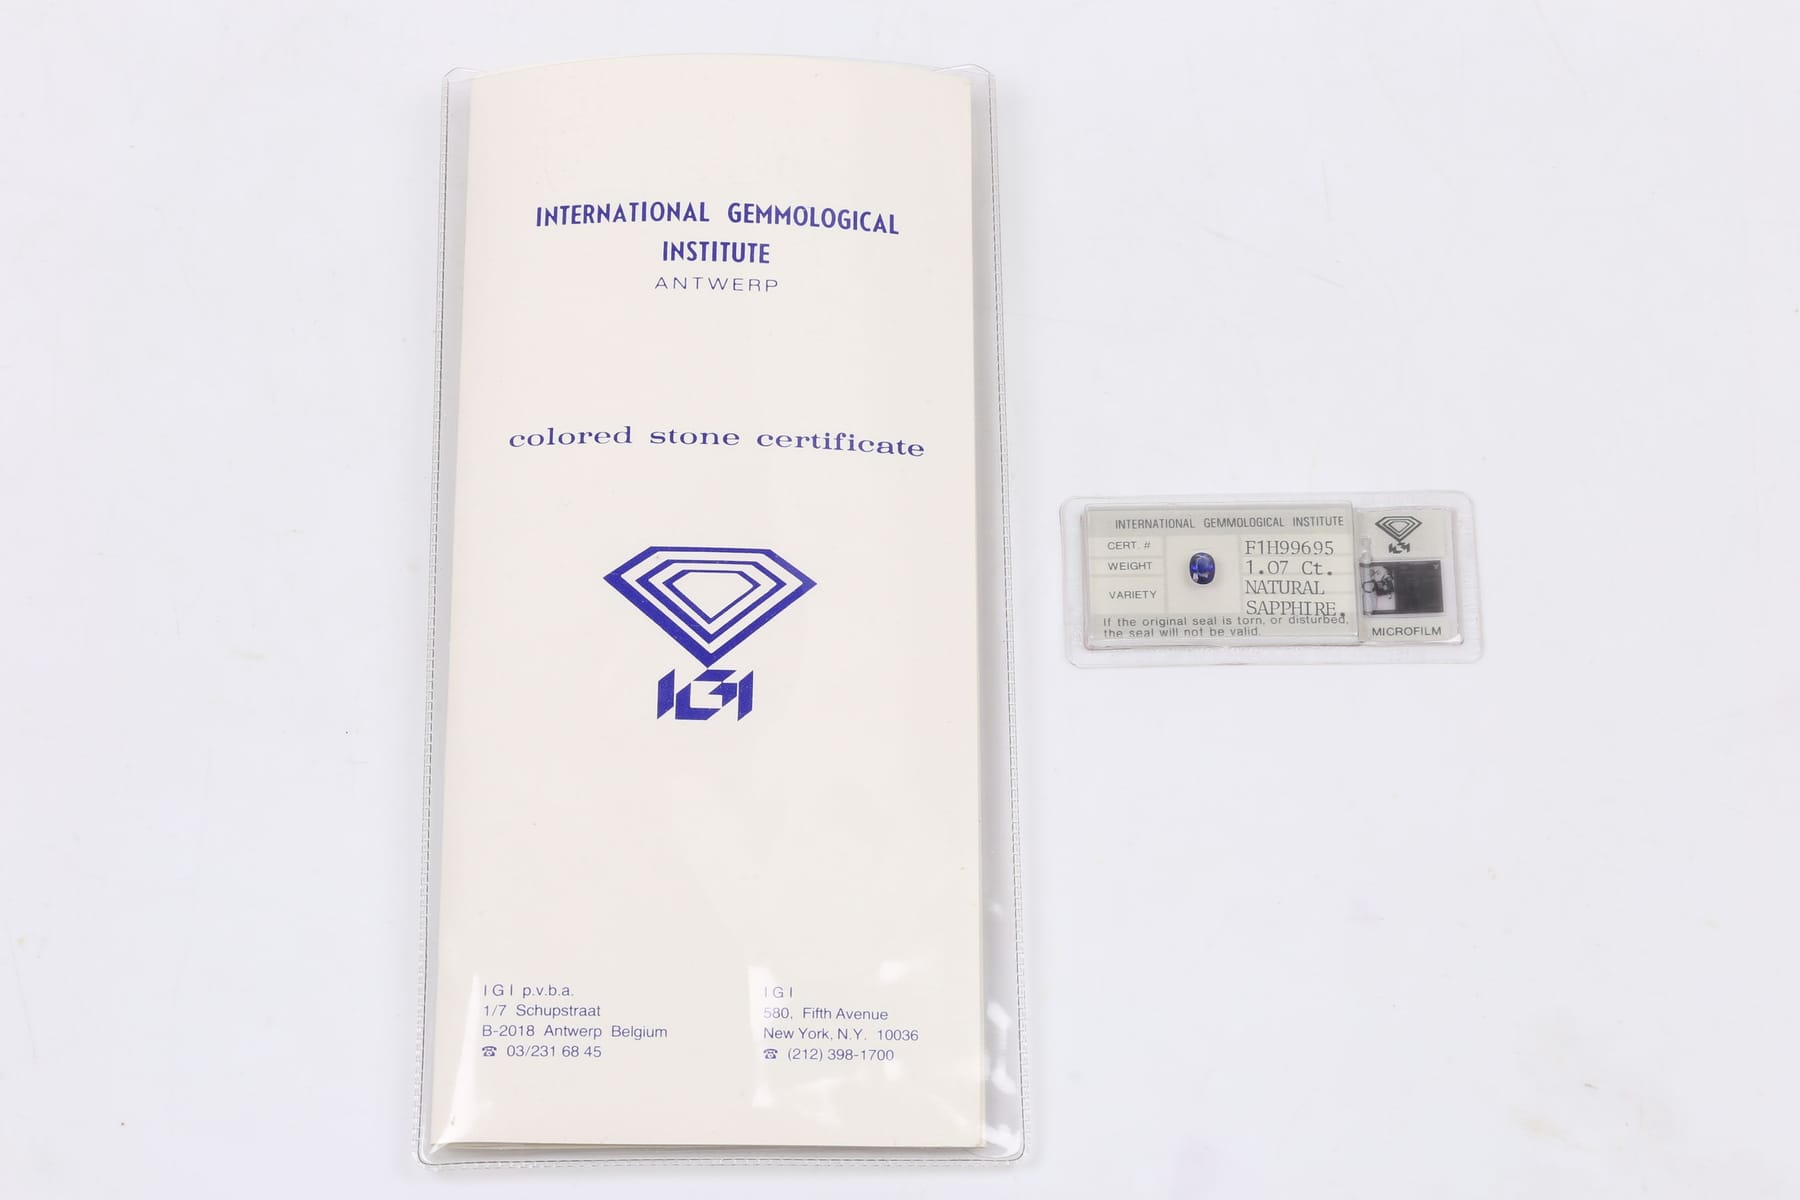 INTERNATIONAL GEMMOLOGICAL
INSTITUTE
ANTWERP
colored stone certificate
IGI
I G I p.v.b.a.
1/7 Schupstraat
B-2018 Antwerp Belgium
☎ 03/231 68 45
I G I
580, Fifth Avenue
New York, N.Y. 10036
☎ (212) 398-1700
INTERNATIONAL GEMMOLOGICAL INSTITUTE
CERT. # F1H99695
WEIGHT 1.07 Ct.
VARIETY NATURAL
SAPPHIRE.
If the original seal is torn, or disturbed,
the seal will not be valid.
IGI
MICROFILM